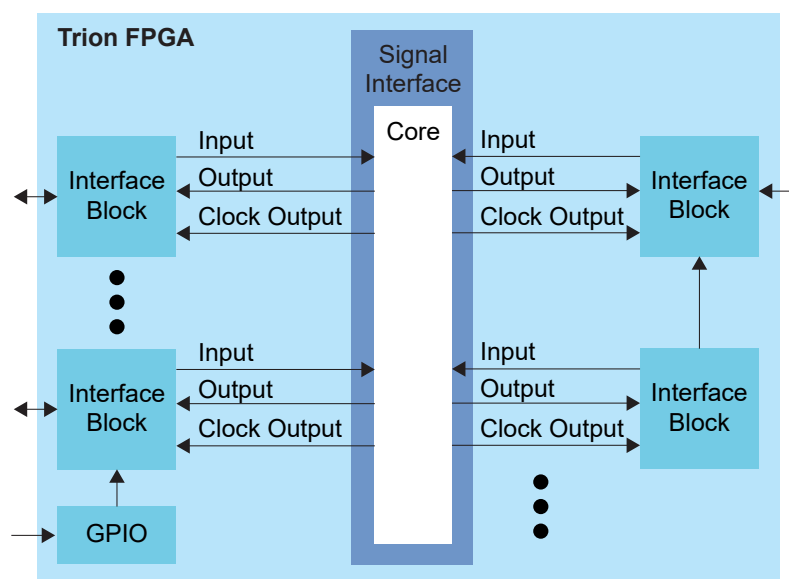 Trion FPGA
Signal
Interface
Core
Input
Output
Clock Output
Interface
Block
Input
Output
Clock Output
Interface
Block
Input
Output
Clock Output
Interface
Block
Input
Output
Clock Output
Interface
Block
GPIO